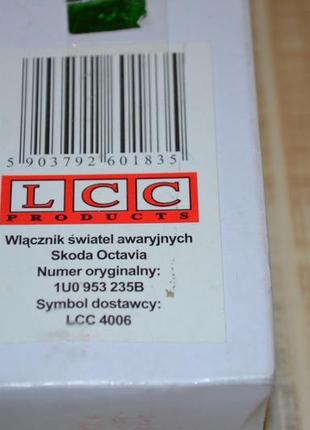 5 903792 601835
LCC
PRODUCTS
Włącznik świateł awaryjnych
Skoda Octavia
Numer oryginalny:
1U0 953 235B
Symbol dostawcy:
LCC 4006